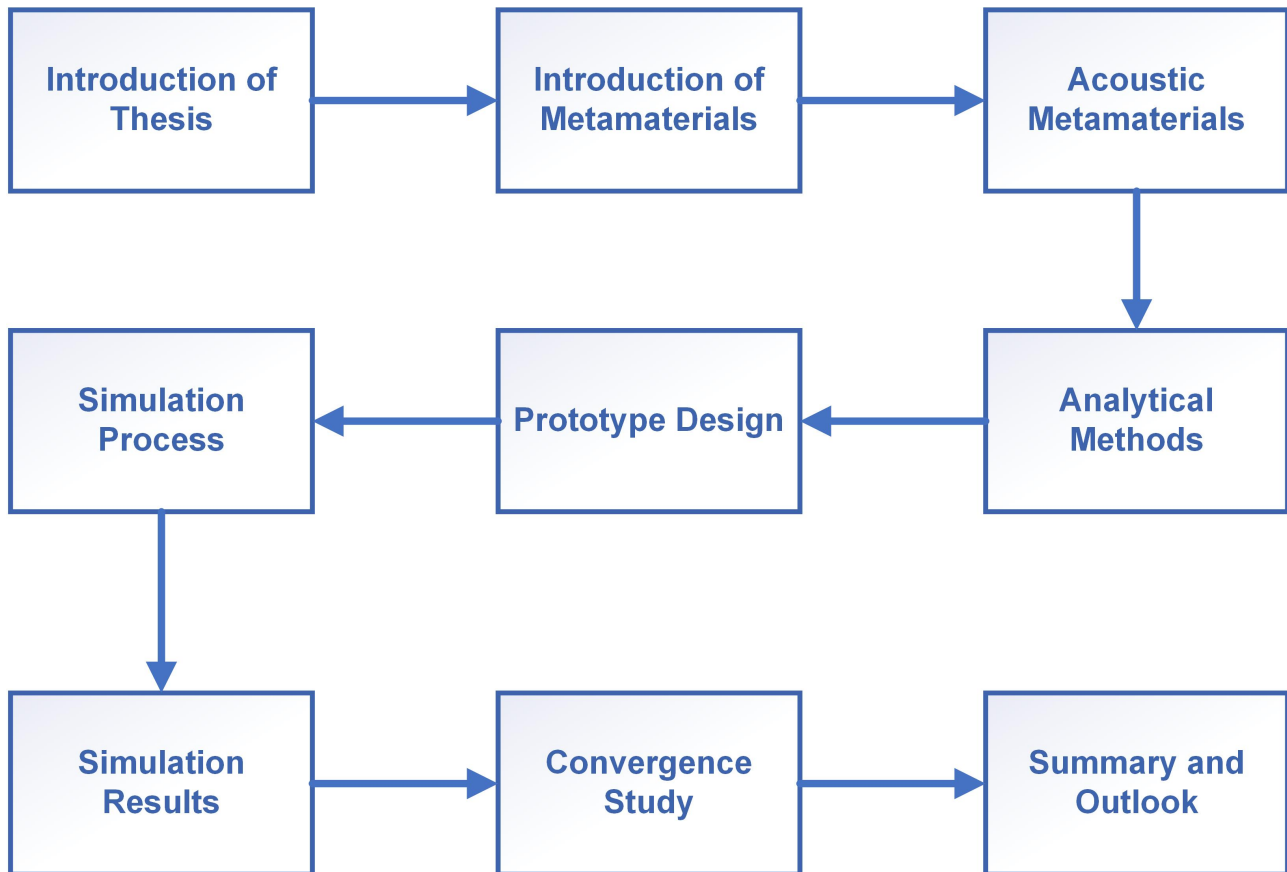 Introduction of
Thesis
Introduction of
Metamaterials
Acoustic
Metamaterials
Analytical
Methods
Prototype Design
Simulation
Process
Simulation
Results
Convergence
Study
Summary and
Outlook